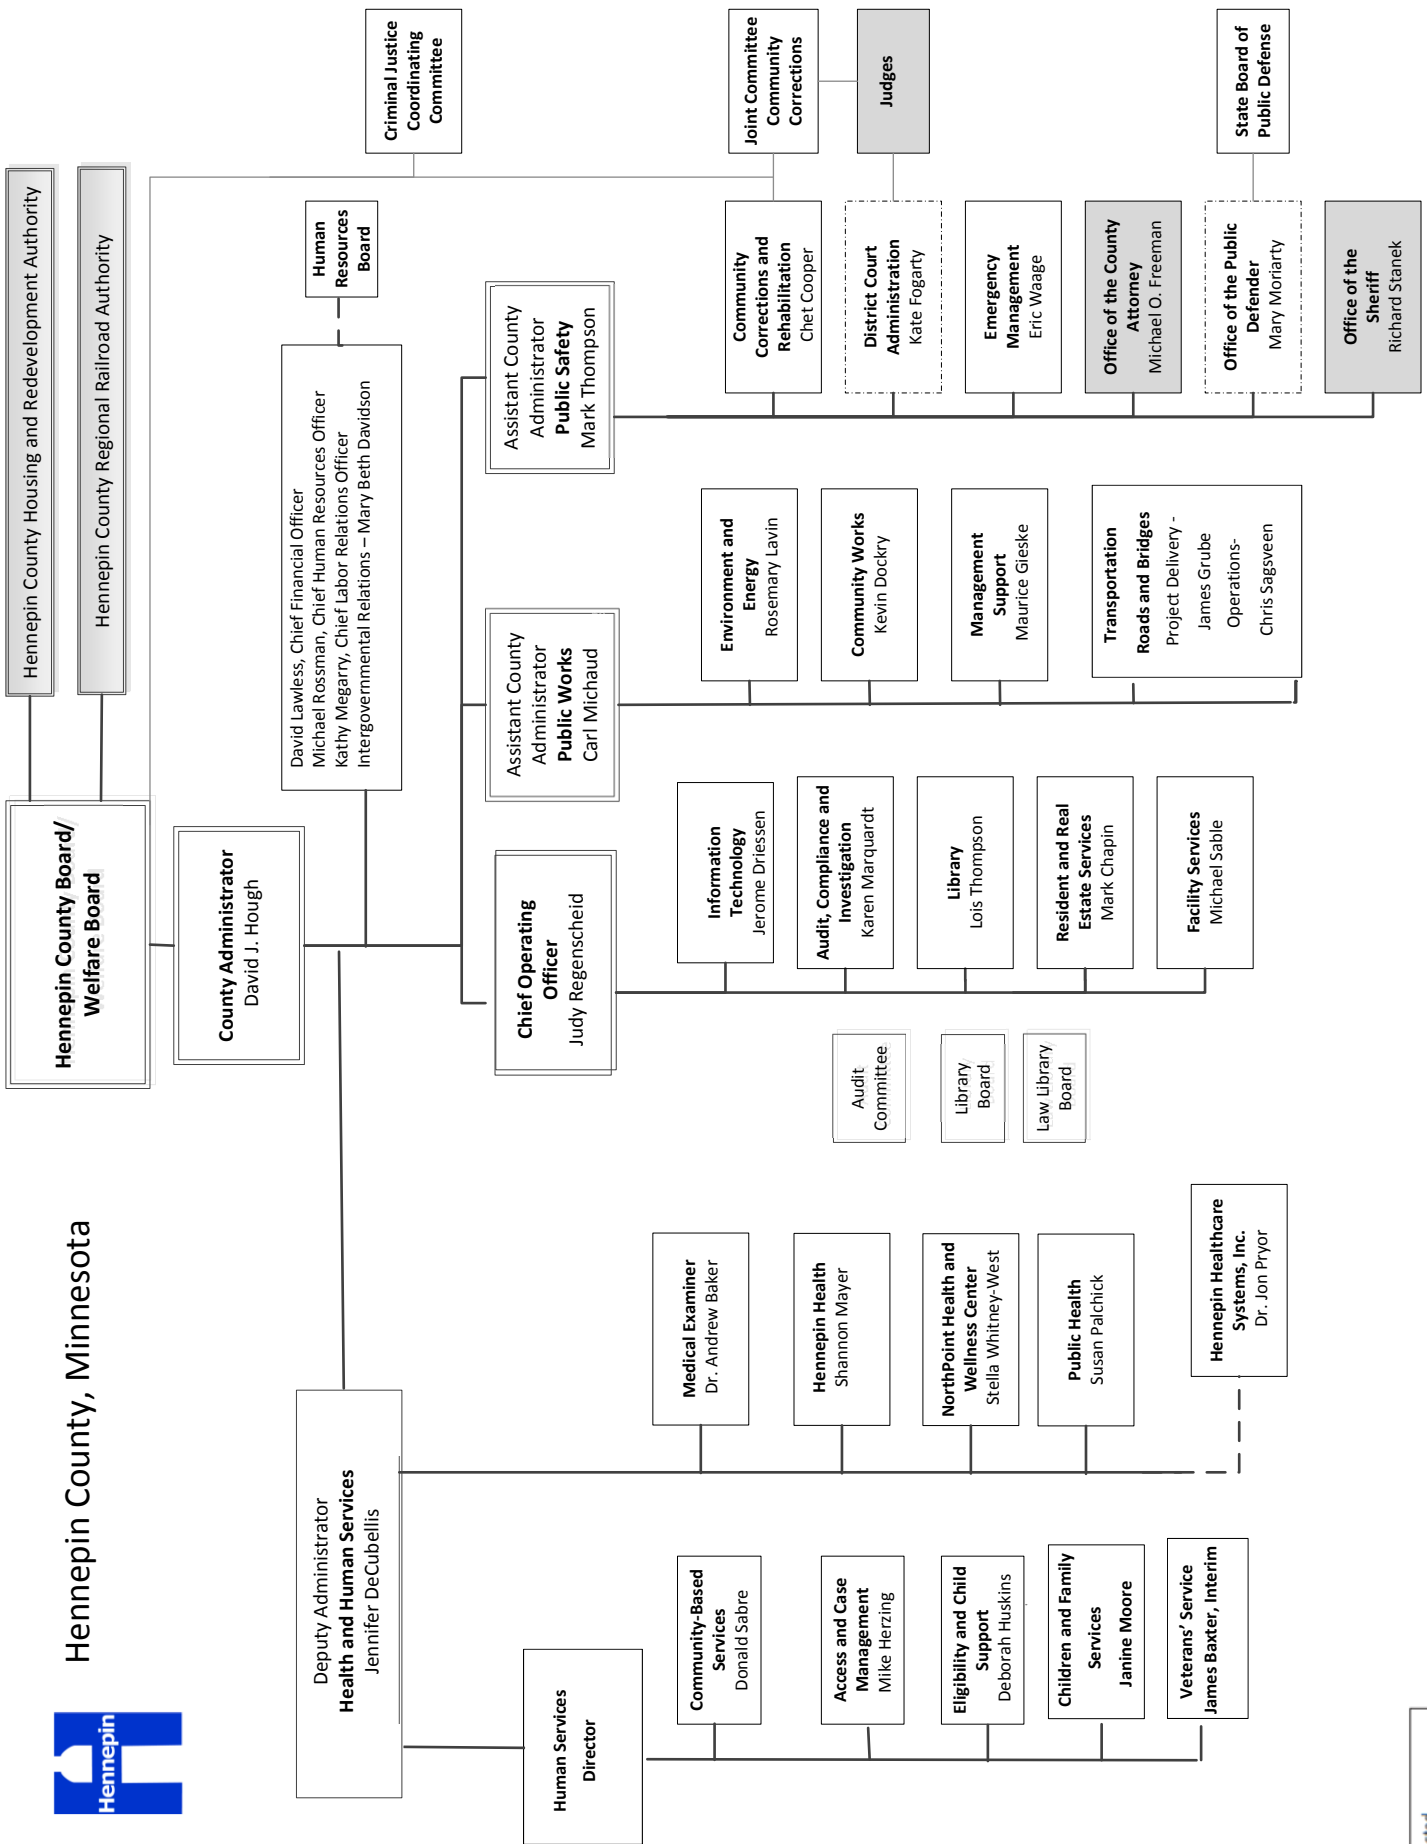 Hennepin
Hennepin County, Minnesota
Hennepin County Board/
Welfare Board
Hennepin County Housing and Redevelopment Authority
Hennepin County Regional Railroad Authority
County Administrator
David J. Hough
David Lawless, Chief Financial Officer
Michael Rossman, Chief Human Resources Officer
Kathy Megarry, Chief Labor Relations Officer
Intergovernmental Relations – Mary Beth Davidson
Human
Resources
Board
Criminal Justice
Coordinating
Committee
Deputy Administrator
Health and Human Services
Jennifer DeCubellis
Chief Operating
Officer
Judy Regenscheid
Assistant County
Administrator
Public Works
Carl Michaud
Assistant County
Administrator
Public Safety
Mark Thompson
Human Services
Director
Community-Based
Services
Donald Sabre
Access and Case
Management
Mike Herzing
Eligibility and Child
Support
Deborah Huskins
Children and Family
Services
Janine Moore
Veterans’ Service
James Baxter, Interim
Medical Examiner
Dr. Andrew Baker
Hennepin Health
Shannon Mayer
NorthPoint Health and
Wellness Center
Stella Whitney-West
Public Health
Susan Palchick
Hennepin Healthcare
Systems, Inc.
Dr. Jon Pryor
Audit
Committee
Library
Board
Law Library
Board
Information
Technology
Jerome Driessen
Audit, Compliance and
Investigation
Karen Marquardt
Library
Lois Thompson
Resident and Real
Estate Services
Mark Chapin
Facility Services
Michael Sable
Environment and
Energy
Rosemary Lavin
Community Works
Kevin Dockry
Management
Support
Maurice Gieske
Transportation
Roads and Bridges
Project Delivery -
James Grube
Operations-
Chris Sagsveen
Community
Corrections and
Rehabilitation
Chet Cooper
District Court
Administration
Kate Fogarty
Emergency
Management
Eric Waage
Office of the County
Attorney
Michael O. Freeman
Office of the Public
Defender
Mary Moriarty
Office of the
Sheriff
Richard Stanek
Joint Committee
Community
Corrections
Judges
State Board of
Public Defense